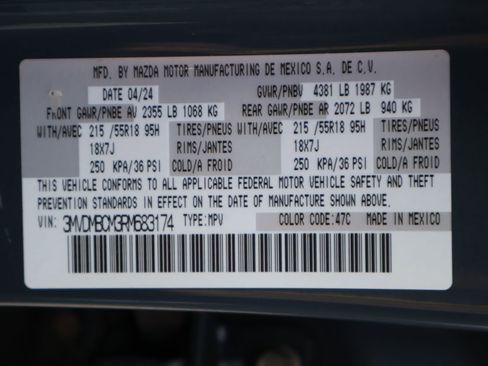 MFD. BY MAZDA MOTOR MANUFACTURING DE MEXICO S.A. DE C.V.
DATE 04/24 GVWR/PNBV 4381 LB 1987 KG
FRONT GAWR/PNBE AV 2355 LB 1068 KG REAR GAWR/PNBE AR 2072 LB 940 KG
WITH/AVEC 215 /55R18 95H TIRES/PNEUS WITH/AVEC 215 /55R18 95H TIRES/PNEUS
18X7J RIMS/JANTES 18X7J RIMS/JANTES
250 KPA/36 PSI COLD/A FROID 250 KPA/36 PSI COLD/A FROID
THIS VEHICLE CONFORMS TO ALL APPLICABLE FEDERAL MOTOR VEHICLE SAFETY AND THEFT
PREVENTION STANDARDS IN EFFECT ON THE DATE OF MANUFACTURE SHOWN ABOVE.
VIN: 3MVDMBCM3RM683174 TYPE: MPV COLOR CODE: 47C MADE IN MEXICO